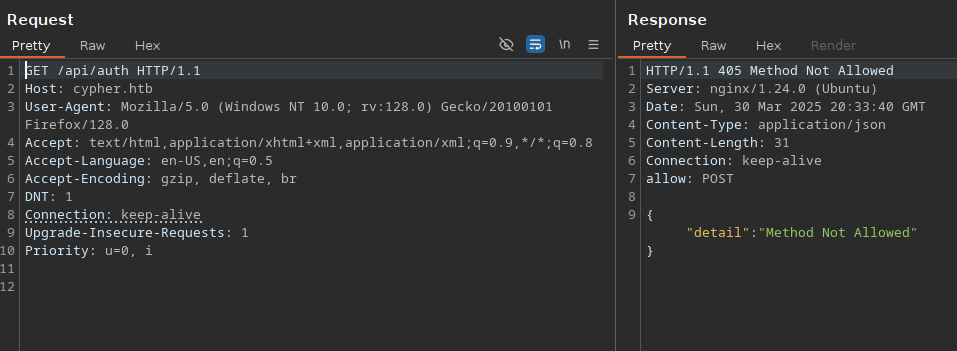 Request
Pretty Raw Hex
\n
1 GET /api/auth HTTP/1.1
2 Host: cypher.htb
3 User-Agent: Mozilla/5.0 (Windows NT 10.0; rv:128.0) Gecko/20100101
Firefox/128.0
4 Accept: text/html,application/xhtml+xml,application/xml;q=0.9,*/*;q=0.8
5 Accept-Language: en-US,en;q=0.5
6 Accept-Encoding: gzip, deflate, br
7 DNT: 1
8 Connection: keep-alive
9 Upgrade-Insecure-Requests: 1
10 Priority: u=0, i
11
12
Response
Pretty Raw Hex Render
1 HTTP/1.1 405 Method Not Allowed
2 Server: nginx/1.24.0 (Ubuntu)
3 Date: Sun, 30 Mar 2025 20:33:40 GMT
4 Content-Type: application/json
5 Content-Length: 31
6 Connection: keep-alive
7 allow: POST
8
9 {
"detail":"Method Not Allowed"
}